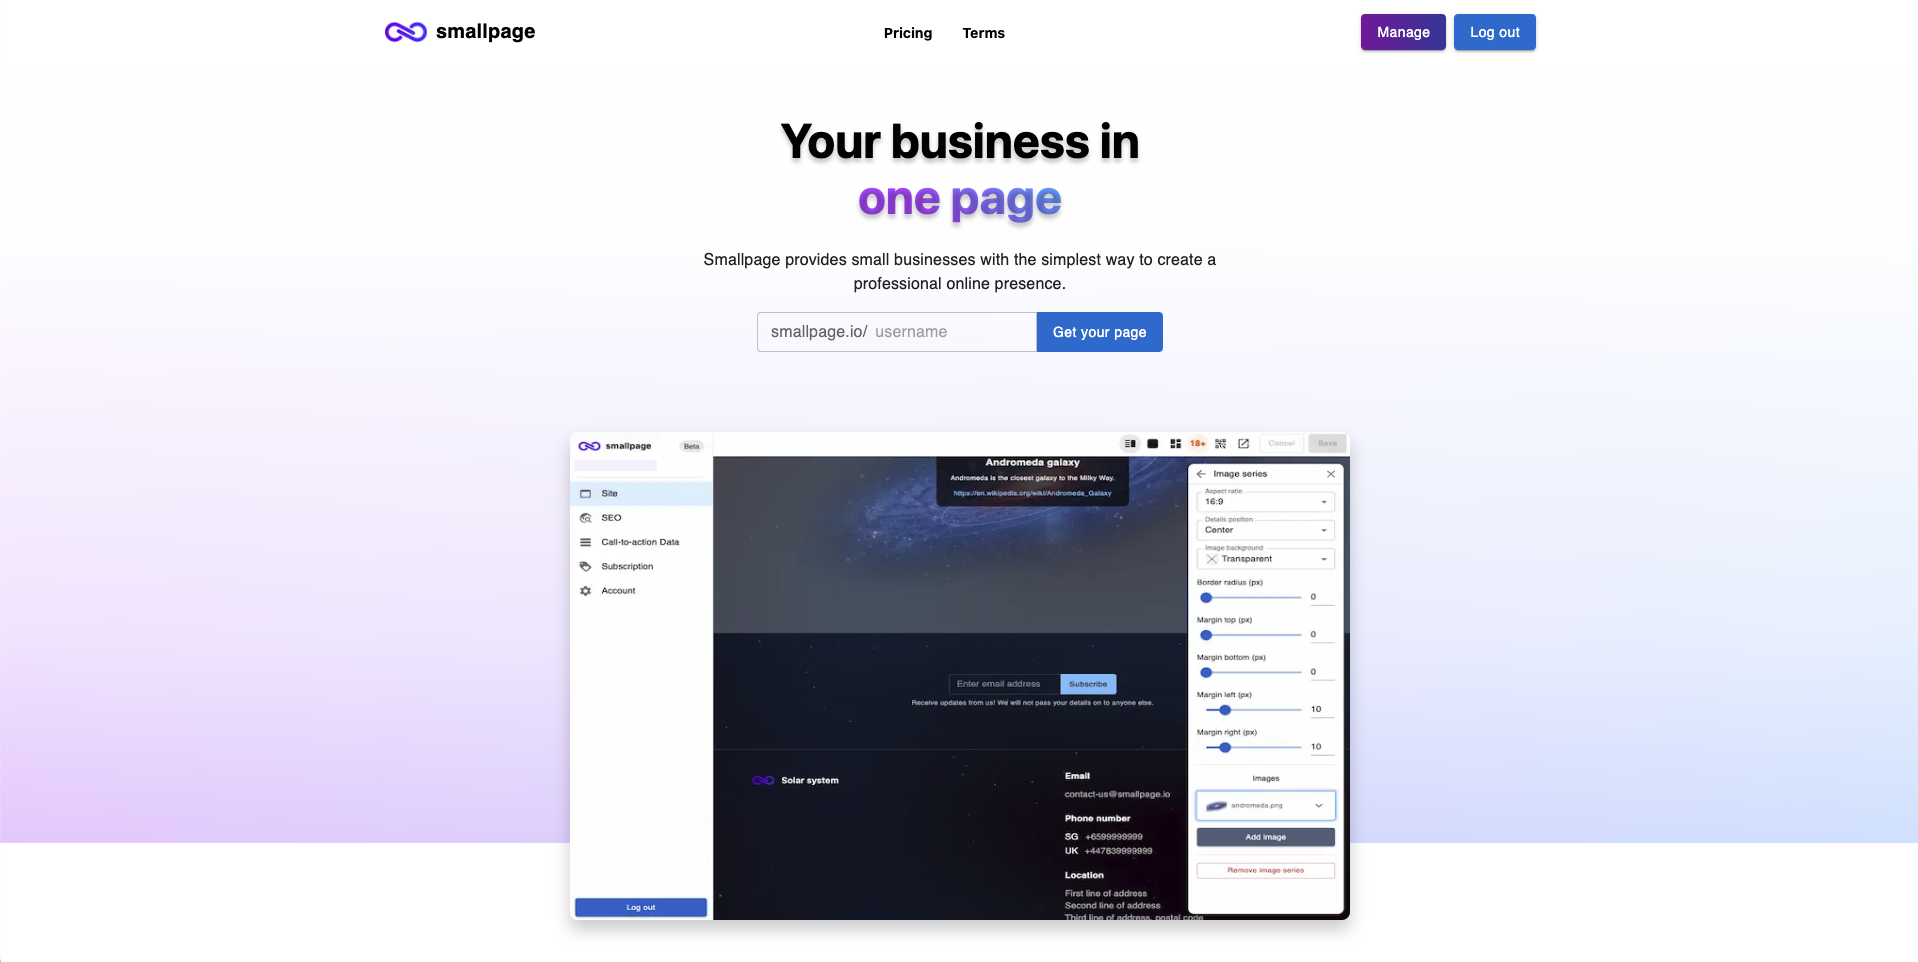 smallpage
Pricing
Terms
Manage
Log out
Your business in
one page
Smallpage provides small businesses with the simplest way to create a
professional online presence.
smallpage.io/ username
Get your page
smallpage
Beta
18+
Cancel
Save
Site
SEO
Call-to-action Data
Subscription
Account
Log out
Andromeda galaxy
Andromeda is the closest galaxy to the Milky Way.
https://en.wikipedia.org/wiki/Andromeda_Galaxy
Enter email address
Subscribe
Receive updates from us! We will not pass your details on to anyone else.
Solar system
Email
contact-us@smallpage.io
Phone number
SG +6599999999
UK +447839999999
Location
First line of address
Second line of address
Third line of address, postal code
Image series
Aspect ratio
16:9
Details position
Center
Image background
Transparent
Border radius (px)
0
Margin top (px)
0
Margin bottom (px)
0
Margin left (px)
10
Margin right (px)
10
Images
andromeda.png
Add image
Remove image series